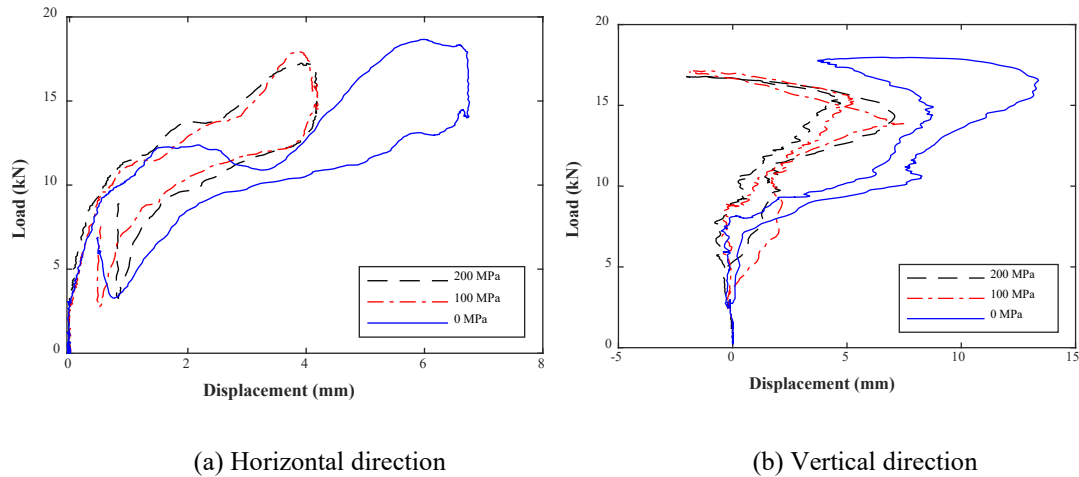 20
15
10
5
0
Load (kN)
200 MPa
100 MPa
0 MPa
0
2
4
6
8
Displacement (mm)
(a) Horizontal direction
20
15
10
5
0
Load (kN)
200 MPa
100 MPa
0 MPa
-5
0
5
10
15
Displacement (mm)
(b) Vertical direction